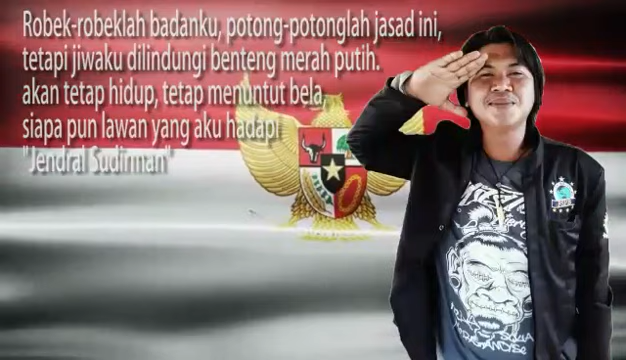 Robek-robeklah badanku, potong-potonglah jasad ini,
tetapi jiwaku dilindungi benteng merah putih.
akan tetap hidup, tetap menuntut bela,
siapa pun lawan yang aku hadapi
"Jendral Sudirman"